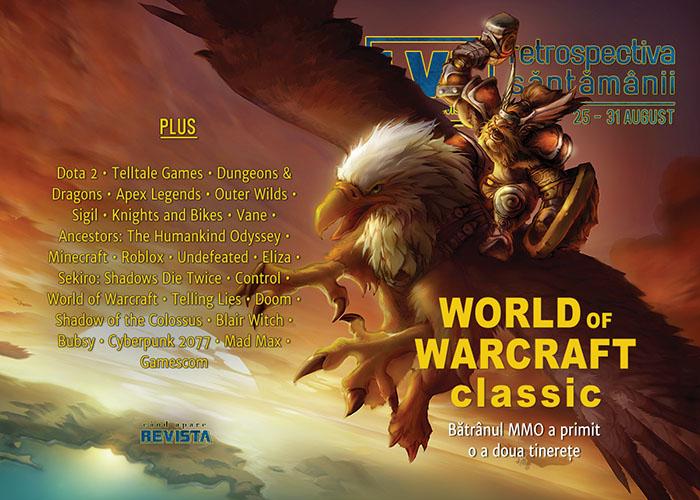 retrospectiva
săptămânii
25 - 31 AUGUST
PLUS
Dota 2 • Telltale Games • Dungeons &
Dragons • Apex Legends • Outer Wilds •
Sigil • Knights and Bikes • Vane •
Ancestors: The Humankind Odyssey •
Minecraft • Roblox • Undefeated • Eliza •
Sekiro: Shadows Die Twice • Control •
World of Warcraft • Telling Lies • Doom •
Shadow of the Colossus • Blair Witch •
Bubsy • Cyberpunk 2077 • Mad Max •
Gamescom
când apare
REVISTA
WORLD OF
WARCRAFT
classic
Bătrânul MMO a primit
o a doua tinerețe